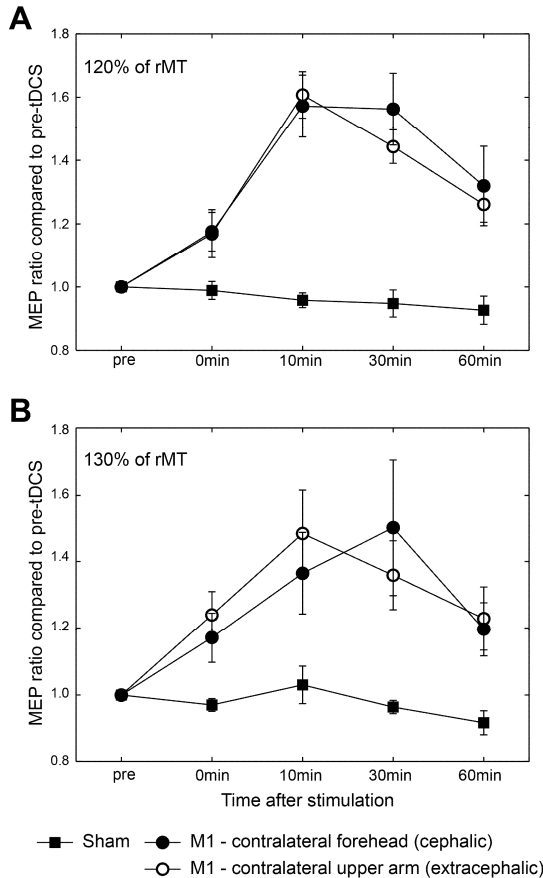 A
120% of rMT
MEP ratio compared to pre-tDCS
1.8
1.6
1.4
1.2
1.0
0.8
pre 0min 10min 30min 60min
B
130% of rMT
MEP ratio compared to pre-tDCS
1.8
1.6
1.4
1.2
1.0
0.8
pre 0min 10min 30min 60min
Time after stimulation
Sham M1 - contralateral forehead (cephalic)
M1 - contralateral upper arm (extracephalic)